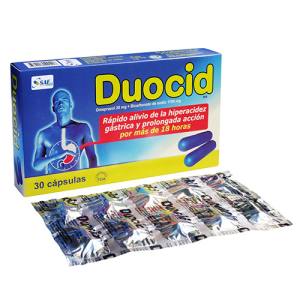 SAF
Duocid
Omeprazol 20 mg + Bicarbonato de sodio 1100 mg
Rápido alivio de la hiperacidez
gástrica y prolongada acción
por más de 18 horas
30 cápsulas